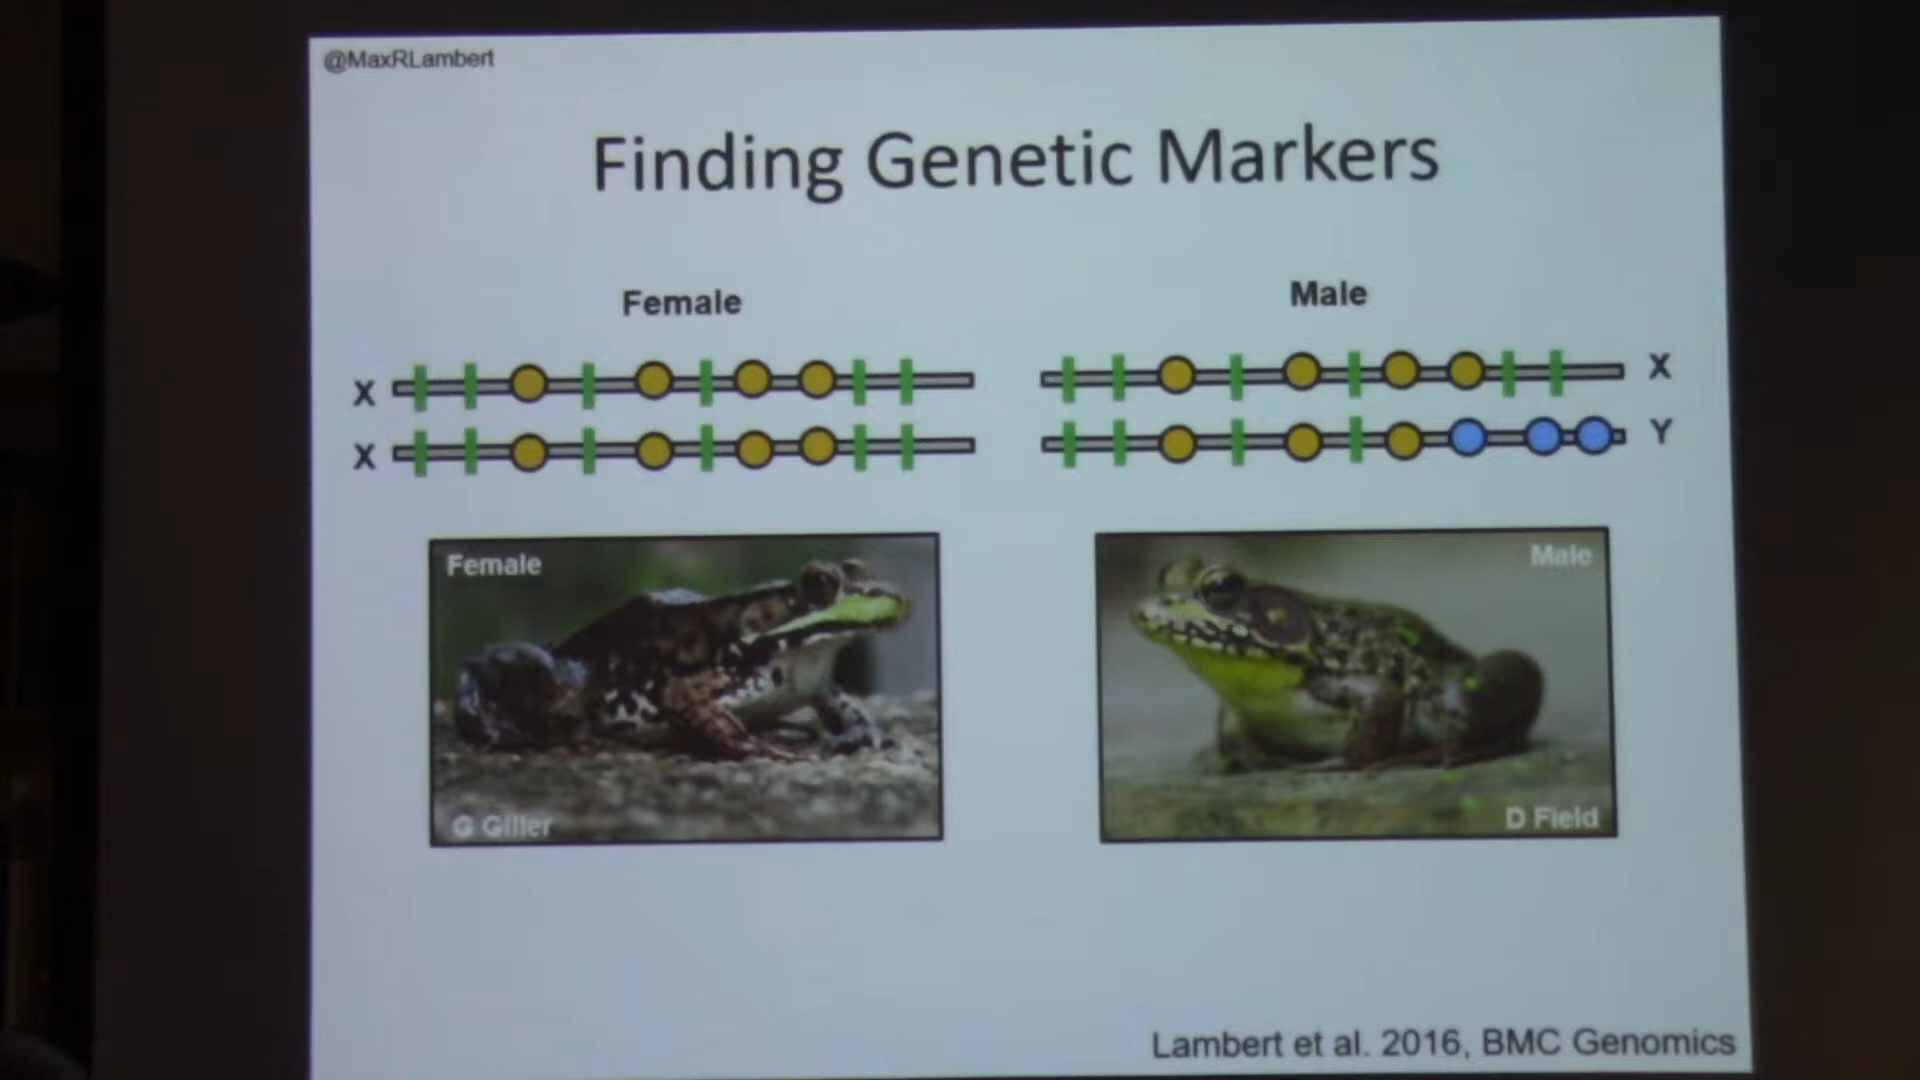 @MaxRLambert
Finding Genetic Markers
Female
Male
X
X
X
Y
Female
G Giller
Male
D Field
Lambert et al. 2016, BMC Genomics